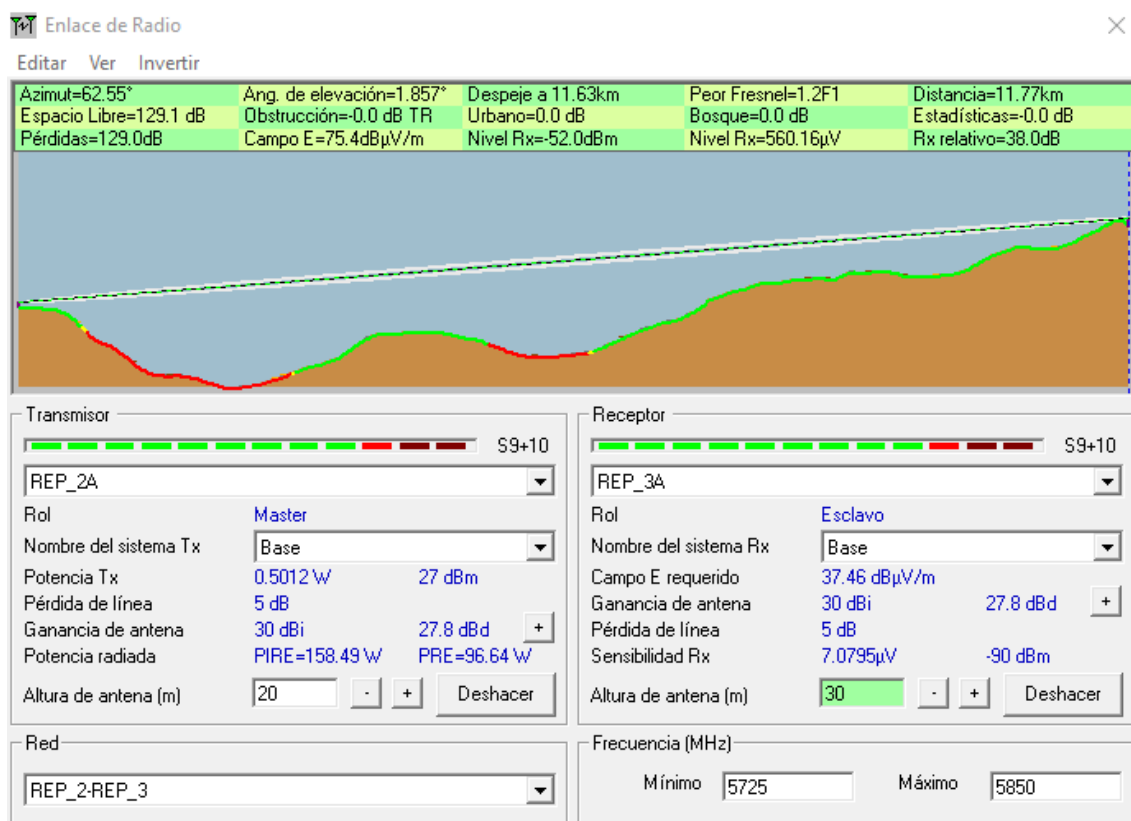 Enlace de Radio
Editar Ver Invertir
Azimut=62.55° Ang. de elevación=1.857° Despeje a 11.63km Peor Fresnel=1.2F1 Distancia=11.77km
Espacio Libre=129.1 dB Obstrucción=-0.0 dB TR Urbano=0.0 dB Bosque=0.0 dB Estadísticas=-0.0 dB
Pérdidas=129.0dB Campo E=75.4dBµV/m Nivel Rx=-52.0dBm Nivel Rx=560.16µV Rx relativo=38.0dB
Transmisor
S9+10
REP_2A
Rol Master
Nombre del sistema Tx Base
Potencia Tx 0.5012 W 27 dBm
Pérdida de línea 5 dB
Ganancia de antena 30 dBi 27.8 dBd +
Potencia radiada PIRE=158.49 W PRE=96.64 W
Altura de antena (m) 20 - + Deshacer
Receptor
S9+10
REP_3A
Rol Esclavo
Nombre del sistema Rx Base
Campo E requerido 37.46 dBµV/m
Ganancia de antena 30 dBi 27.8 dBd +
Pérdida de línea 5 dB
Sensibilidad Rx 7.0795µV -90 dBm
Altura de antena (m) 30 - + Deshacer
Red
REP_2-REP_3
Frecuencia (MHz)
Mínimo 5725 Máximo 5850